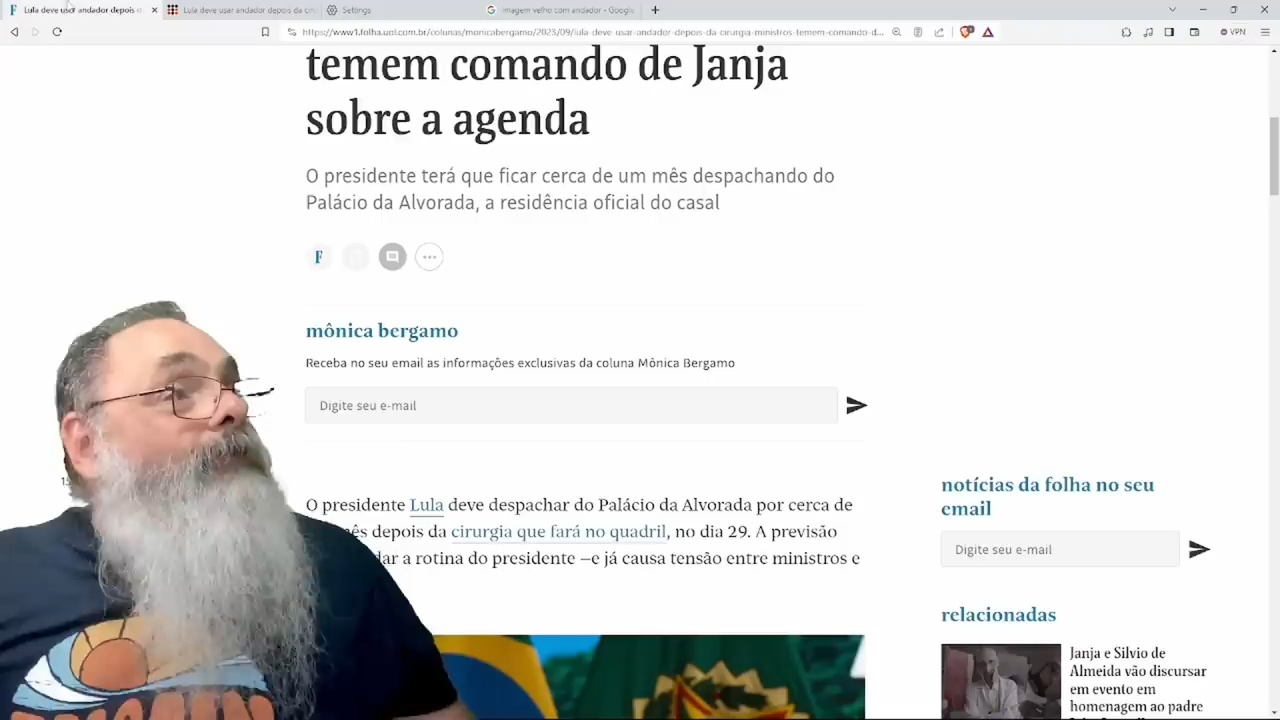 Lula deve usar andador depois d
Lula deve usar andador depois da cir
Settings
imagem velho com andador - Google
https://www1.folha.uol.com.br/colunas/monicabergamo/2023/09/lula-deve-usar-andador-depois-da-cirurgia-ministros-temem-comando-d...
VPN
temem comando de Janja
sobre a agenda
O presidente terá que ficar cerca de um mês despachando do
Palácio da Alvorada, a residência oficial do casal
F
mônica bergamo
Receba no seu email as informações exclusivas da coluna Mônica Bergamo
Digite seu e-mail
O presidente Lula deve despachar do Palácio da Alvorada por cerca de
ês depois da cirurgia que fará no quadril, no dia 29. A previsão
dar a rotina do presidente —e já causa tensão entre ministros e
notícias da folha no seu
email
Digite seu e-mail
relacionadas
Janja e Silvio de
Almeida vão discursar
em evento em
homenagem ao padre